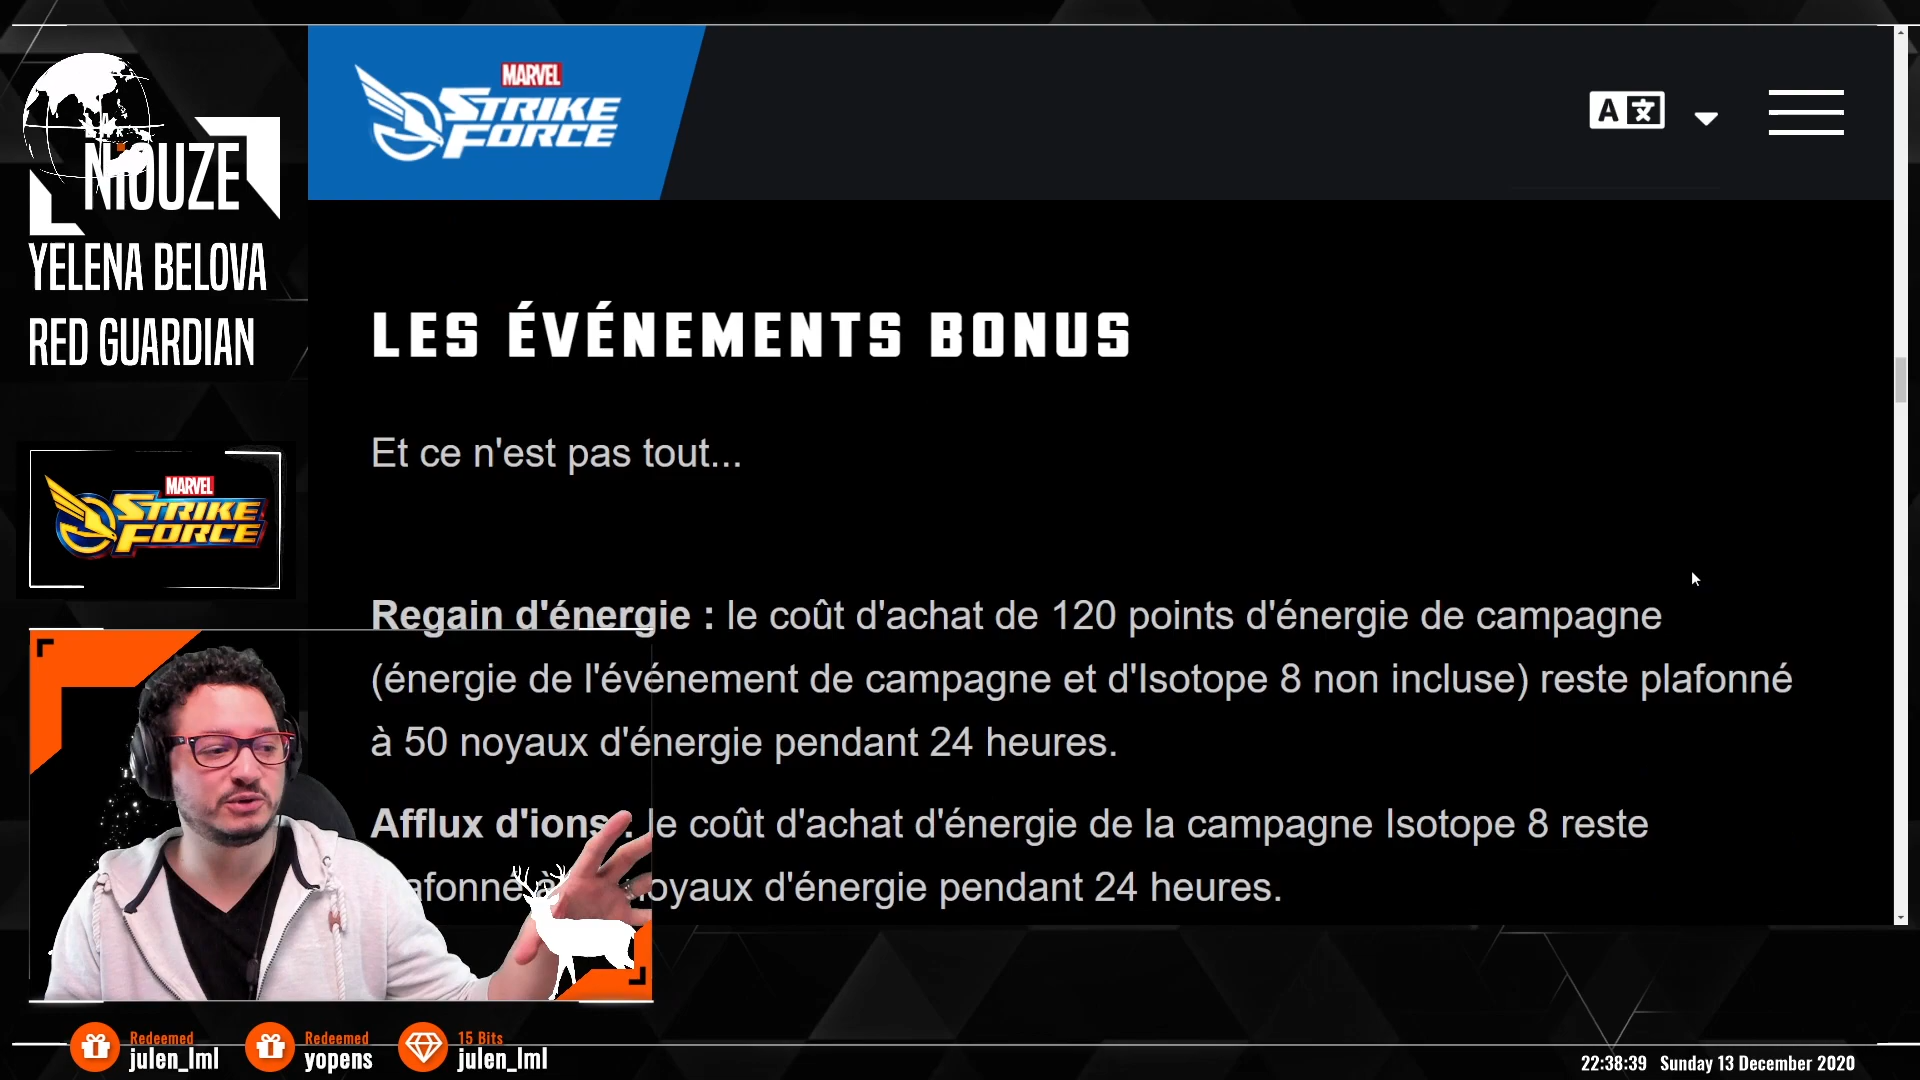 NIOUZE
YELENA BELOVA
RED GUARDIAN
MARVEL
STRIKE
FORCE
A 文
LES ÉVÉNEMENTS BONUS
Et ce n'est pas tout...
Regain d'énergie : le coût d'achat de 120 points d'énergie de campagne
(énergie de l'événement de campagne et d'Isotope 8 non incluse) reste plafonné
à 50 noyaux d'énergie pendant 24 heures.
Afflux d'ions : le coût d'achat d'énergie de la campagne Isotope 8 reste
d'énergie pendant 24 heures.
MARVEL
STRIKE
FORCE
Redeemed
julen_lml
Redeemed
yopens
15 Bits
julen_lml
22:38:39 Sunday 13 December 2020